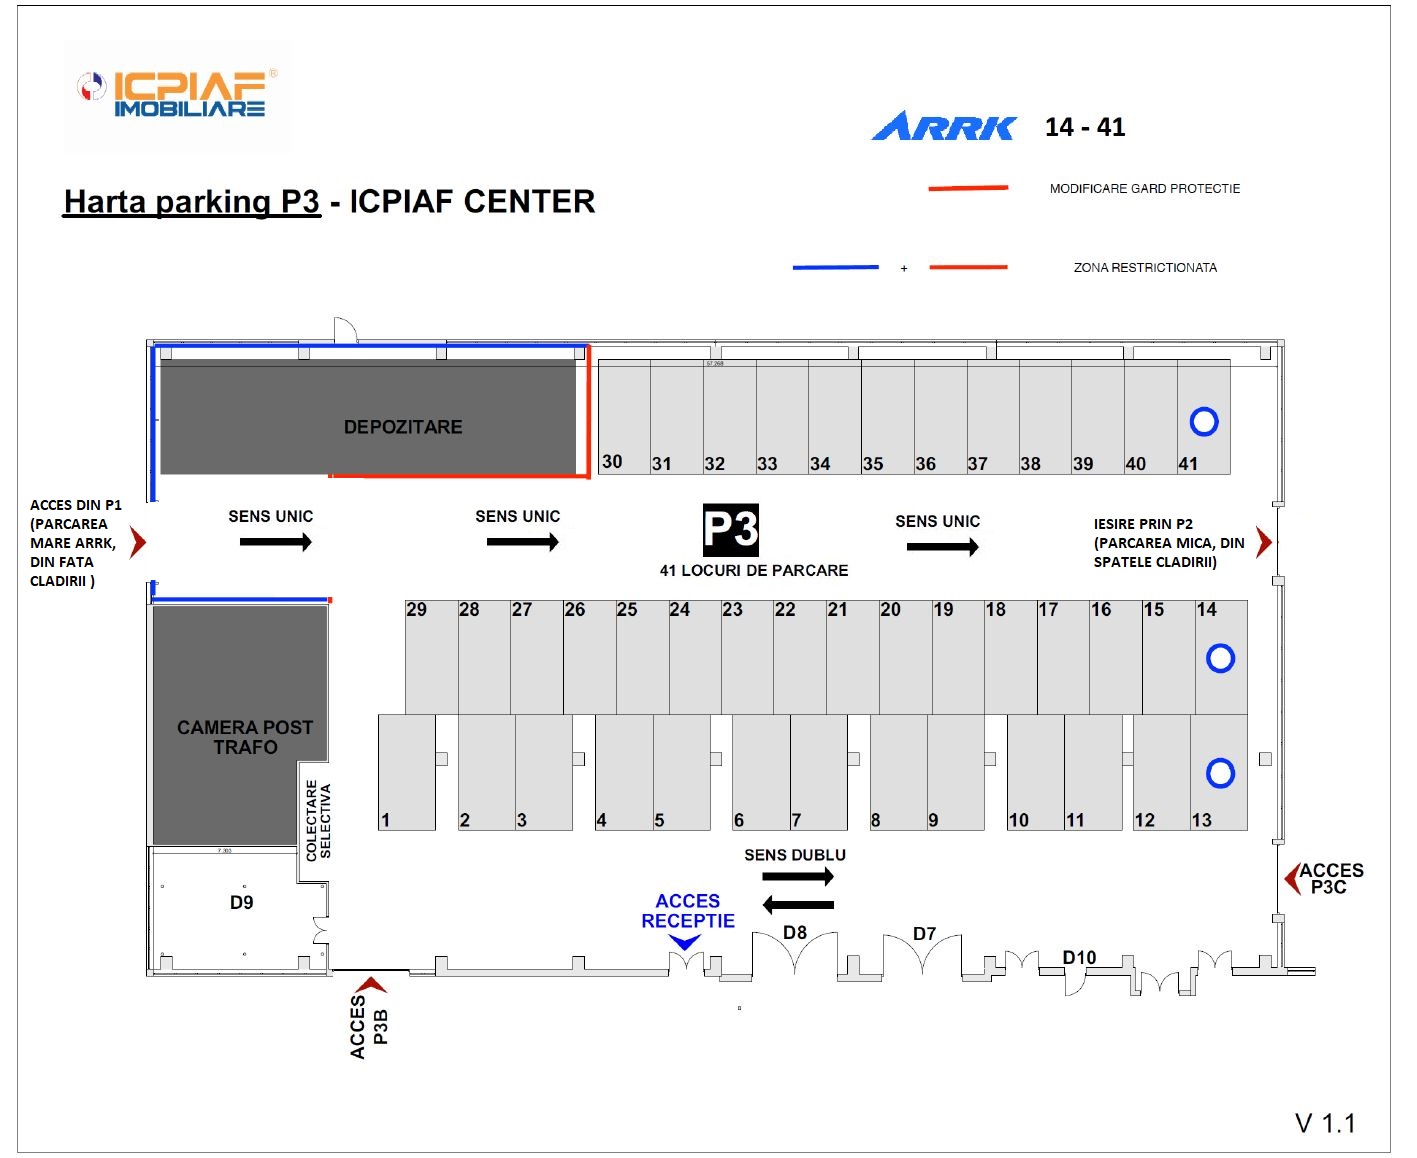 ICPIAF®
IMOBILIARE
ARRK 14 - 41
MODIFICARE GARD PROTECTIE
Harta parking P3 - ICPIAF CENTER
+
ZONA RESTRICTIONATA
57.268
DEPOZITARE
30 31 32 33 34 35 36 37 38 39 40 41
ACCES DIN P1
(PARCAREA
MARE ARRK,
DIN FATA
CLADIRII )
SENS UNIC
SENS UNIC
P3
41 LOCURI DE PARCARE
SENS UNIC
IESIRE PRIN P2
(PARCAREA MICA, DIN
SPATELE CLADIRII)
29 28 27 26 25 24 23 22 21 20 19 18 17 16 15 14
CAMERA POST
TRAFO
COLECTARE
SELECTIVA
1 2 3 4 5 6 7 8 9 10 11 12 13
7.303
SENS DUBLU
D9
ACCES
P3C
ACCES
RECEPTIE
D8
D7
D10
ACCES
P3B
V 1.1